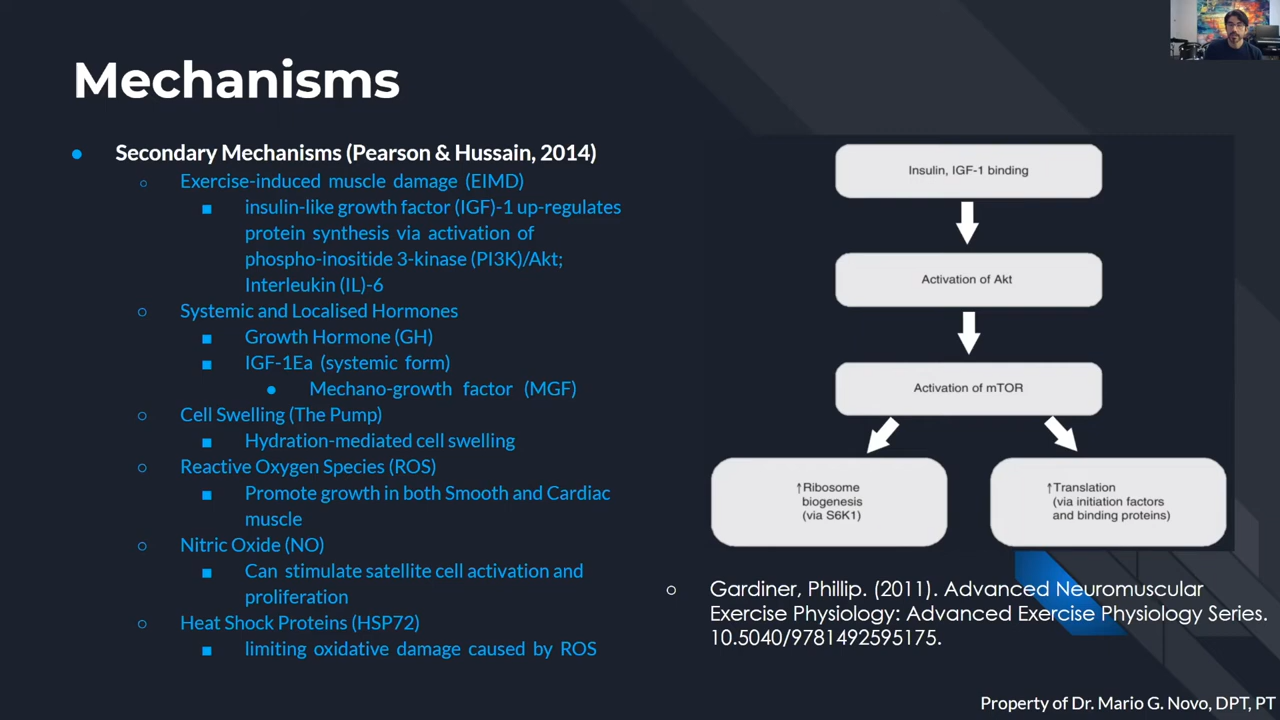 Mechanisms
Secondary Mechanisms (Pearson & Hussain, 2014)
Exercise-induced muscle damage (EIMD)
insulin-like growth factor (IGF)-1 up-regulates
protein synthesis via activation of
phospho-inositide 3-kinase (PI3K)/Akt;
Interleukin (IL)-6
Systemic and Localised Hormones
Growth Hormone (GH)
IGF-1Ea (systemic form)
Mechano-growth factor (MGF)
Cell Swelling (The Pump)
Hydration-mediated cell swelling
Reactive Oxygen Species (ROS)
Promote growth in both Smooth and Cardiac
muscle
Nitric Oxide (NO)
Can stimulate satellite cell activation and
proliferation
Heat Shock Proteins (HSP72)
limiting oxidative damage caused by ROS
Insulin, IGF-1 binding
Activation of Akt
Activation of mTOR
↑Ribosome
biogenesis
(via S6K1)
↑Translation
(via initiation factors
and binding proteins)
Gardiner, Phillip. (2011). Advanced Neuromuscular
Exercise Physiology: Advanced Exercise Physiology Series.
10.5040/9781492595175.
Property of Dr. Mario G. Novo, DPT, PT